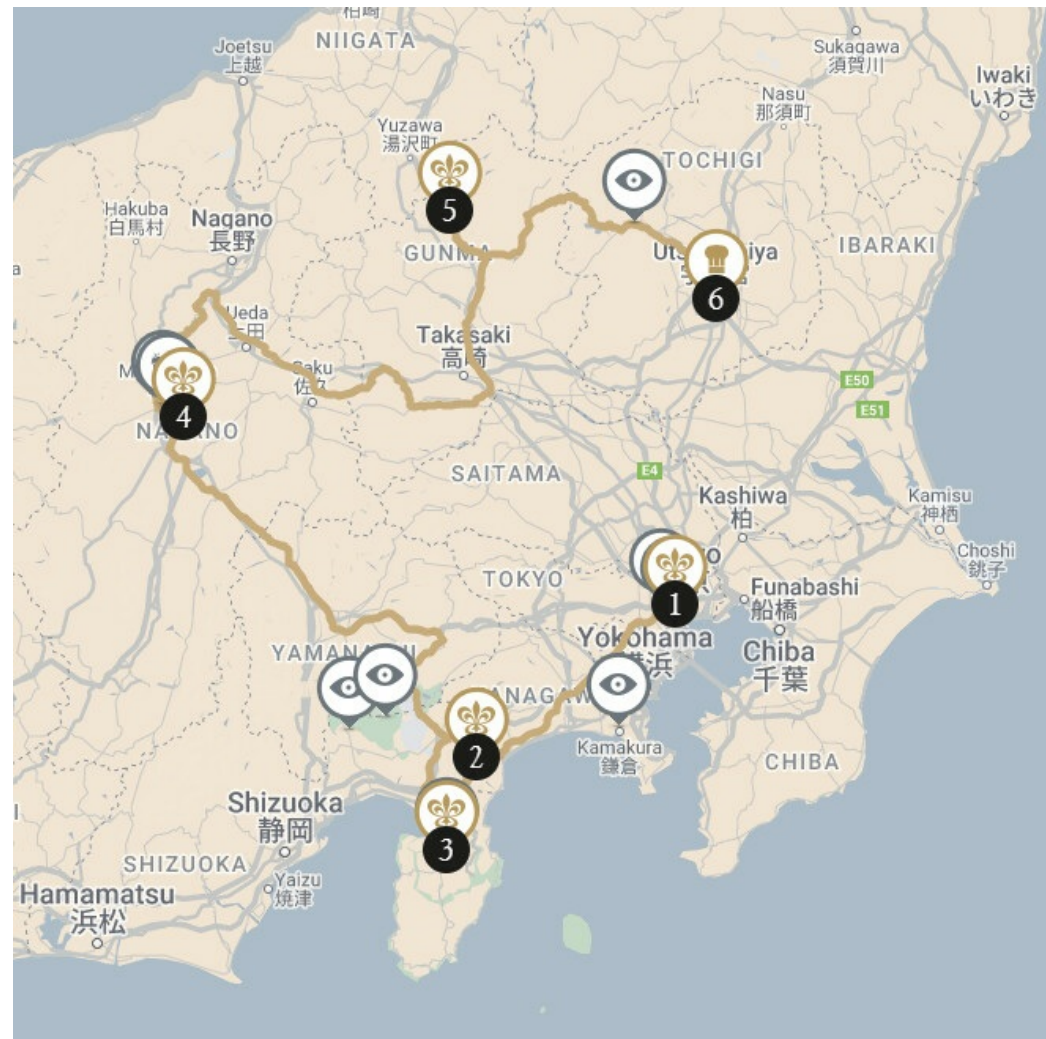 柏崎
NIIGATA
Joetsu
上越
Sukagawa
須賀川
Iwaki
いわき
Nasu
那須町
Yuzawa
湯沢町
TOCHIGI
Hakuba
白馬村
Nagano
長野
5
GUNMA
IBARAKI
6
Ueda
上田
Takasaki
高崎
Saku
佐久
4
E50
E51
SAITAMA
E4
Kashiwa
柏
Kamisu
神栖
Choshi
銚子
TOKYO
1
Funabashi
船橋
Yokohama
Chiba
千葉
2
Kamakura
鎌倉
CHIBA
Shizuoka
静岡
3
SHIZUOKA
Yaizu
焼津
Hamamatsu
浜松